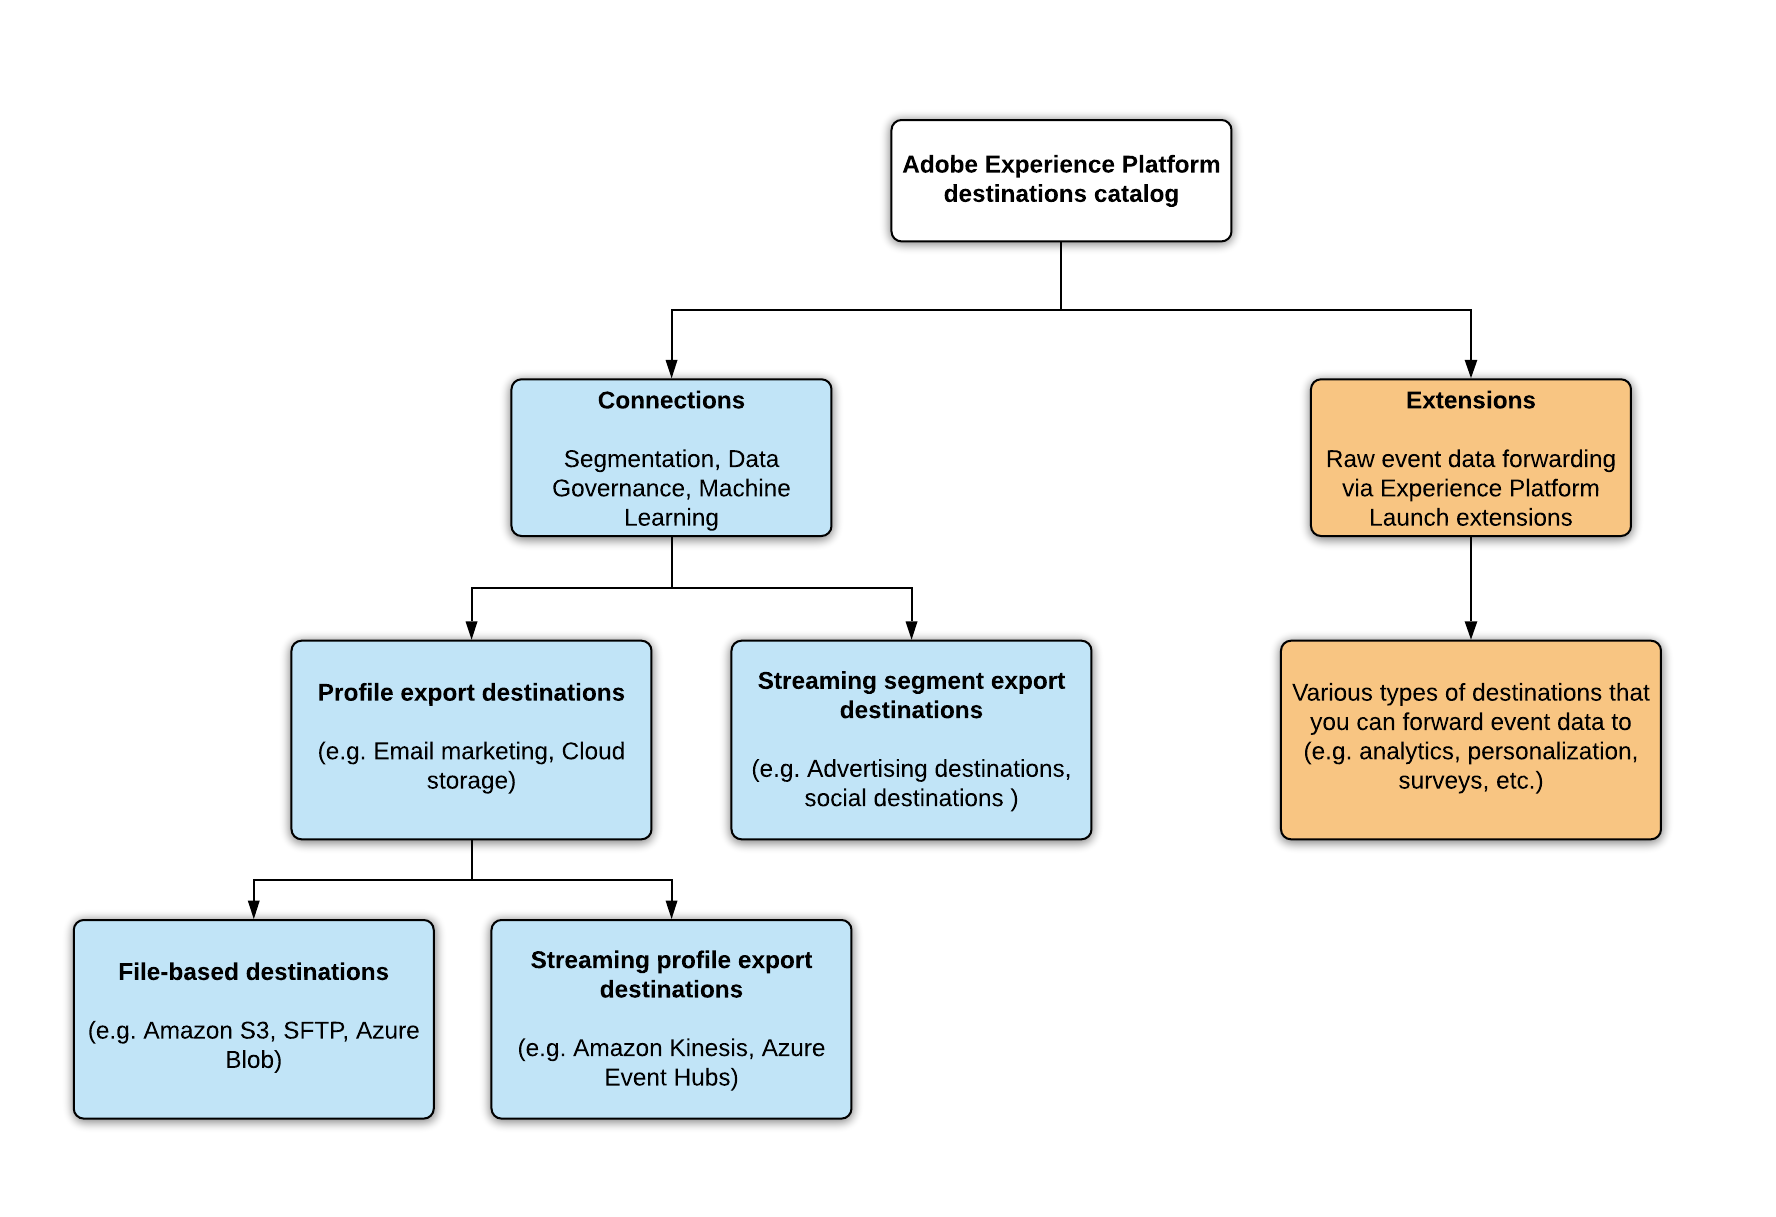 Adobe Experience Platform
destinations catalog
Connections
Segmentation, Data
Governance, Machine
Learning
Extensions
Raw event data forwarding
via Experience Platform
Launch extensions
Profile export destinations
(e.g. Email marketing, Cloud
storage)
Streaming segment export
destinations
(e.g. Advertising destinations,
social destinations )
Various types of destinations that
you can forward event data to
(e.g. analytics, personalization,
surveys, etc.)
File-based destinations
(e.g. Amazon S3, SFTP, Azure
Blob)
Streaming profile export
destinations
(e.g. Amazon Kinesis, Azure
Event Hubs)